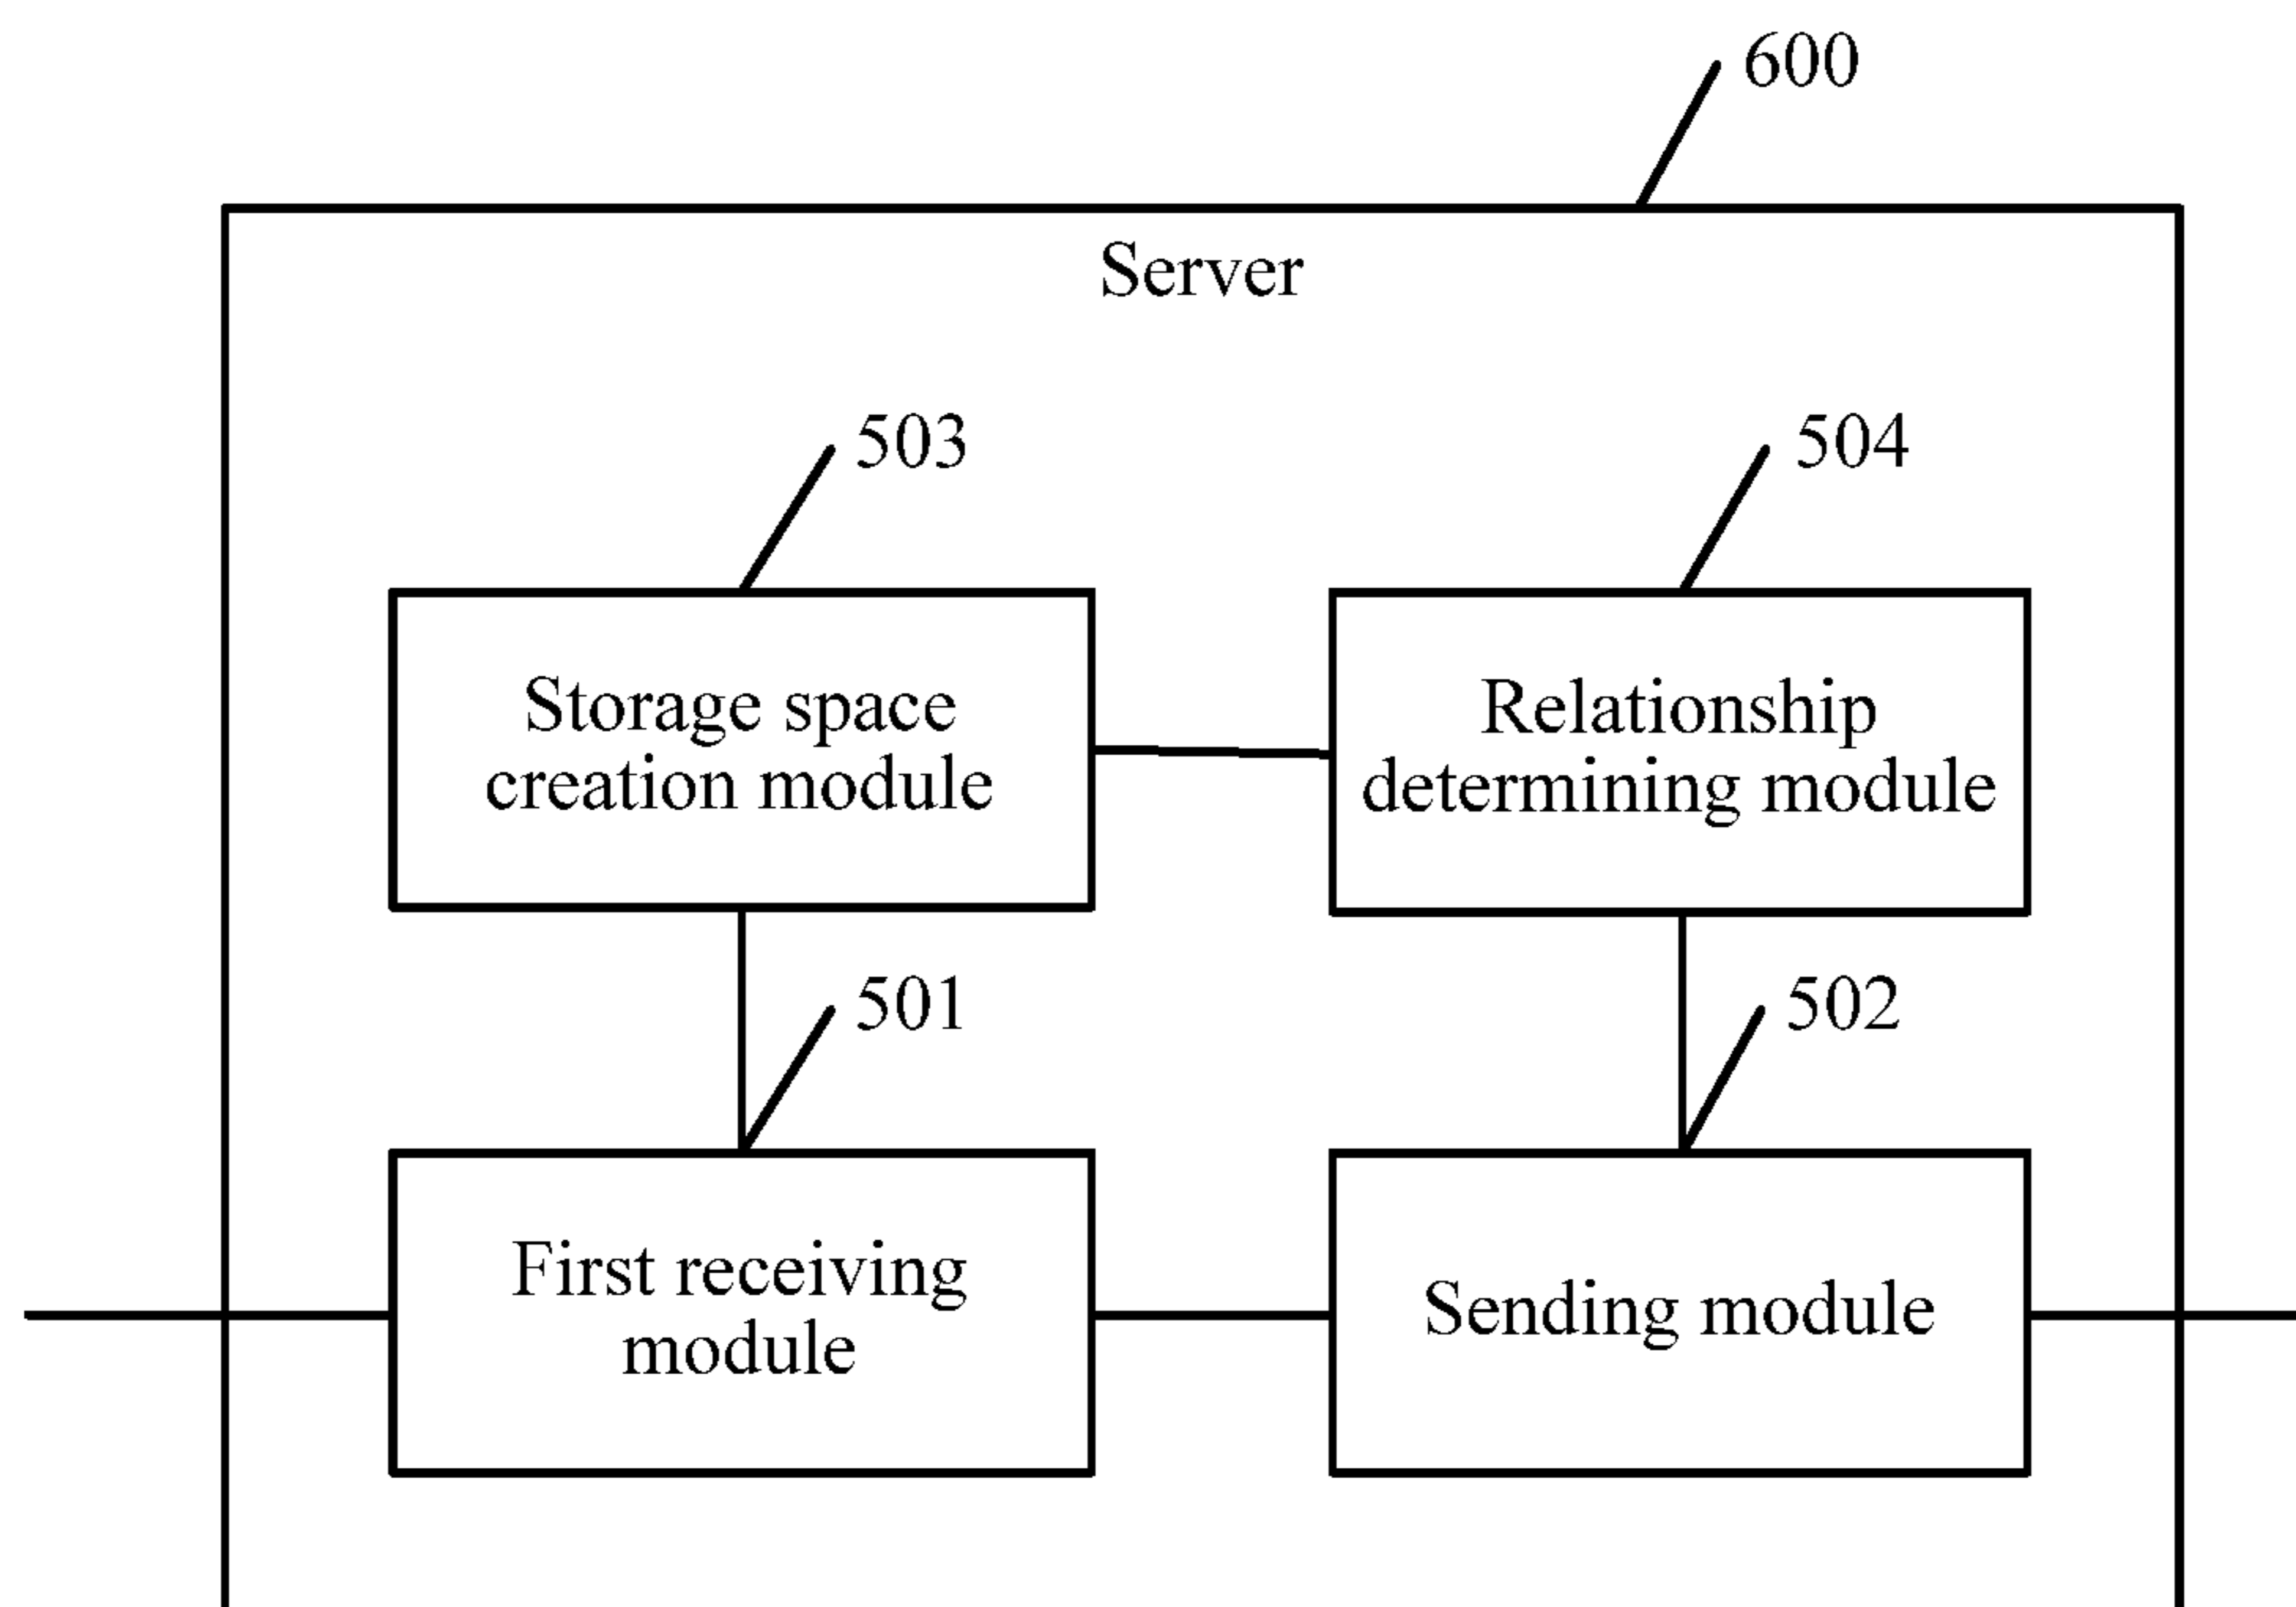 600
Server
503
504
Storage space
creation module
Relationship
determining module
501
502
First receiving
module
Sending module